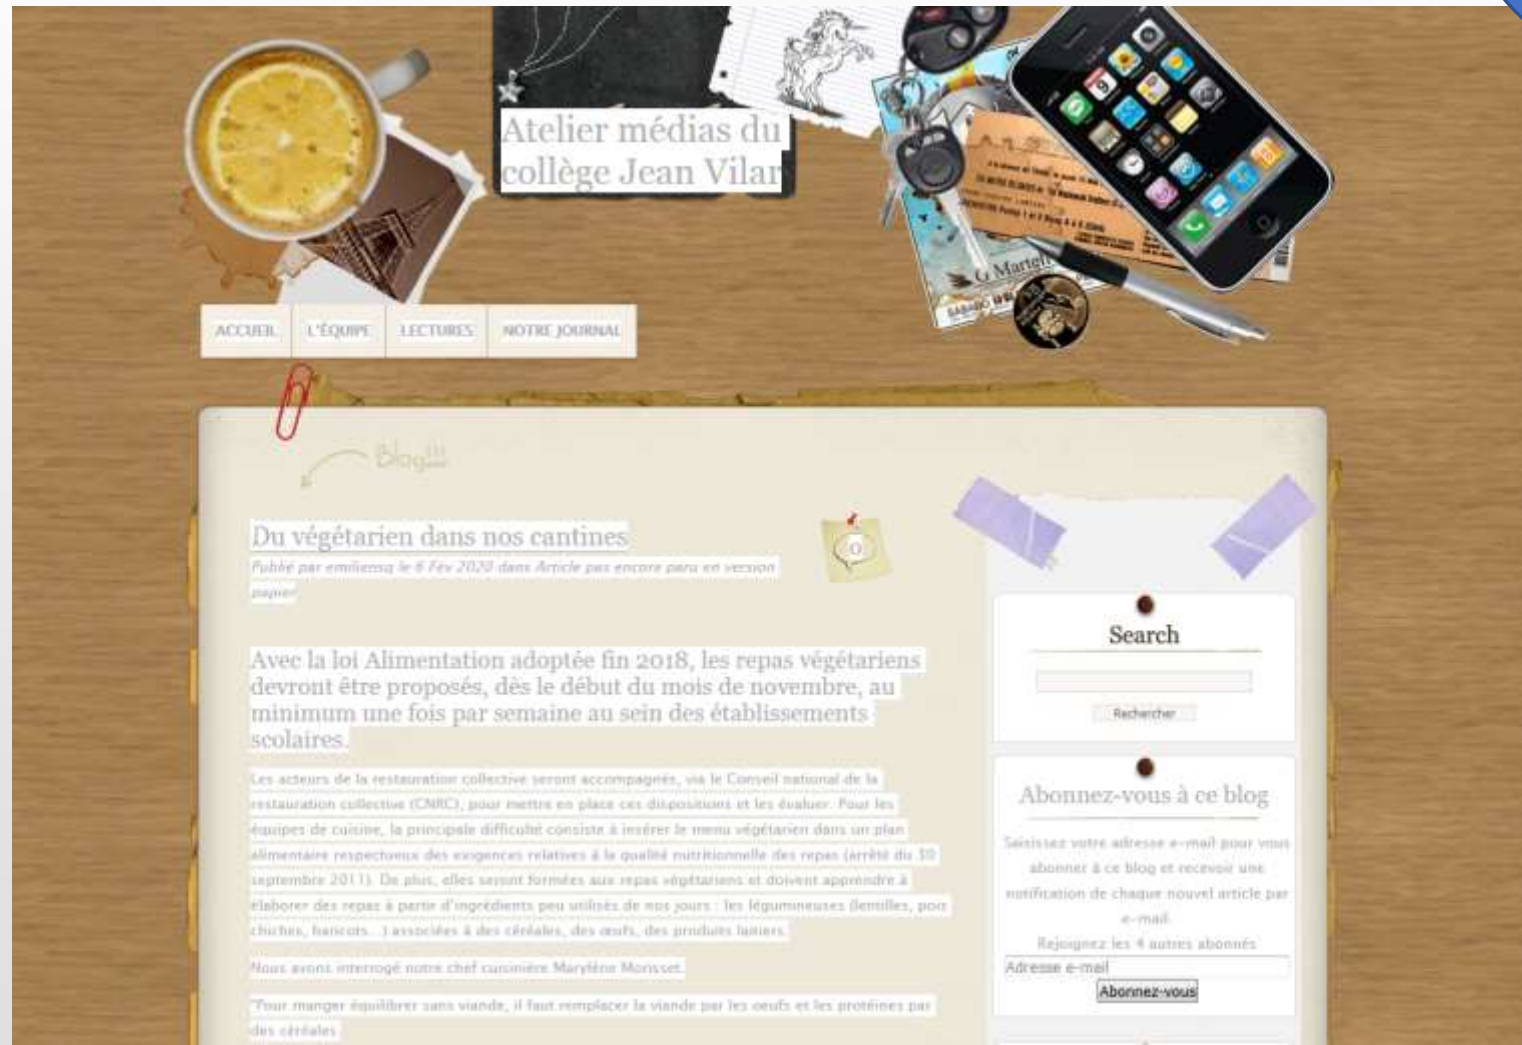 Atelier médias du
collège Jean Vilar
G Martell
ACCUEIL
L'ÉQUIPE
LECTURES
NOTRE JOURNAL
Blog!!!
Du végétarien dans nos cantines
Publié par emiliensq le 6 Fév 2020 dans Article pas encore paru en version
papier
0
Avec la loi Alimentation adoptée fin 2018, les repas végétariens
devront être proposés, dès le début du mois de novembre, au
minimum une fois par semaine au sein des établissements
scolaires.
Les acteurs de la restauration collective seront accompagnés, via le Conseil national de la
restauration collective (CNRC), pour mettre en place ces dispositions et les évaluer. Pour les
équipes de cuisine, la principale difficulté consiste à insérer le menu végétarien dans un plan
alimentaire respectueux des exigences relatives à la qualité nutritionnelle des repas (arrêté du 30
septembre 2011). De plus, elles seront formées aux repas végétariens et doivent apprendre à
élaborer des repas à partir d'ingrédients peu utilisés de nos jours : les légumineuses (lentilles, pois
chiches, haricots...) associées à des céréales, des œufs, des produits laitiers.
Nous avons interrogé notre chef cuisinière Marylène Morisset.
"Pour manger équilibrer sans viande, il faut remplacer la viande par les oeufs et les protéines par
des céréales.
Search
Rechercher
Abonnez-vous à ce blog
Saisissez votre adresse e-mail pour vous
abonner à ce blog et recevoir une
notification de chaque nouvel article par
e-mail.
Rejoignez les 4 autres abonnés
Adresse e-mail
Abonnez-vous